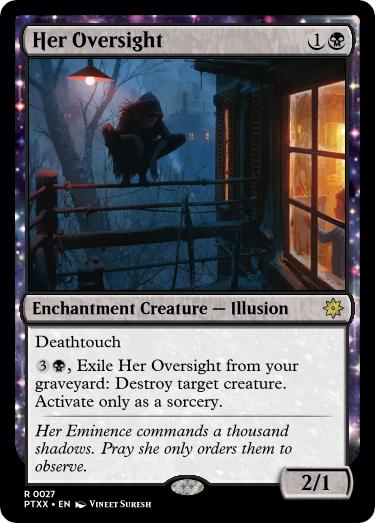 Her Oversight
1
Enchantment Creature — Illusion
Deathtouch
3, Exile Her Oversight from your
graveyard: Destroy target creature.
Activate only as a sorcery.
Her Eminence commands a thousand
shadows. Pray she only orders them to
observe.
2/1
R 0027
PTXX • EN Vineet Suresh